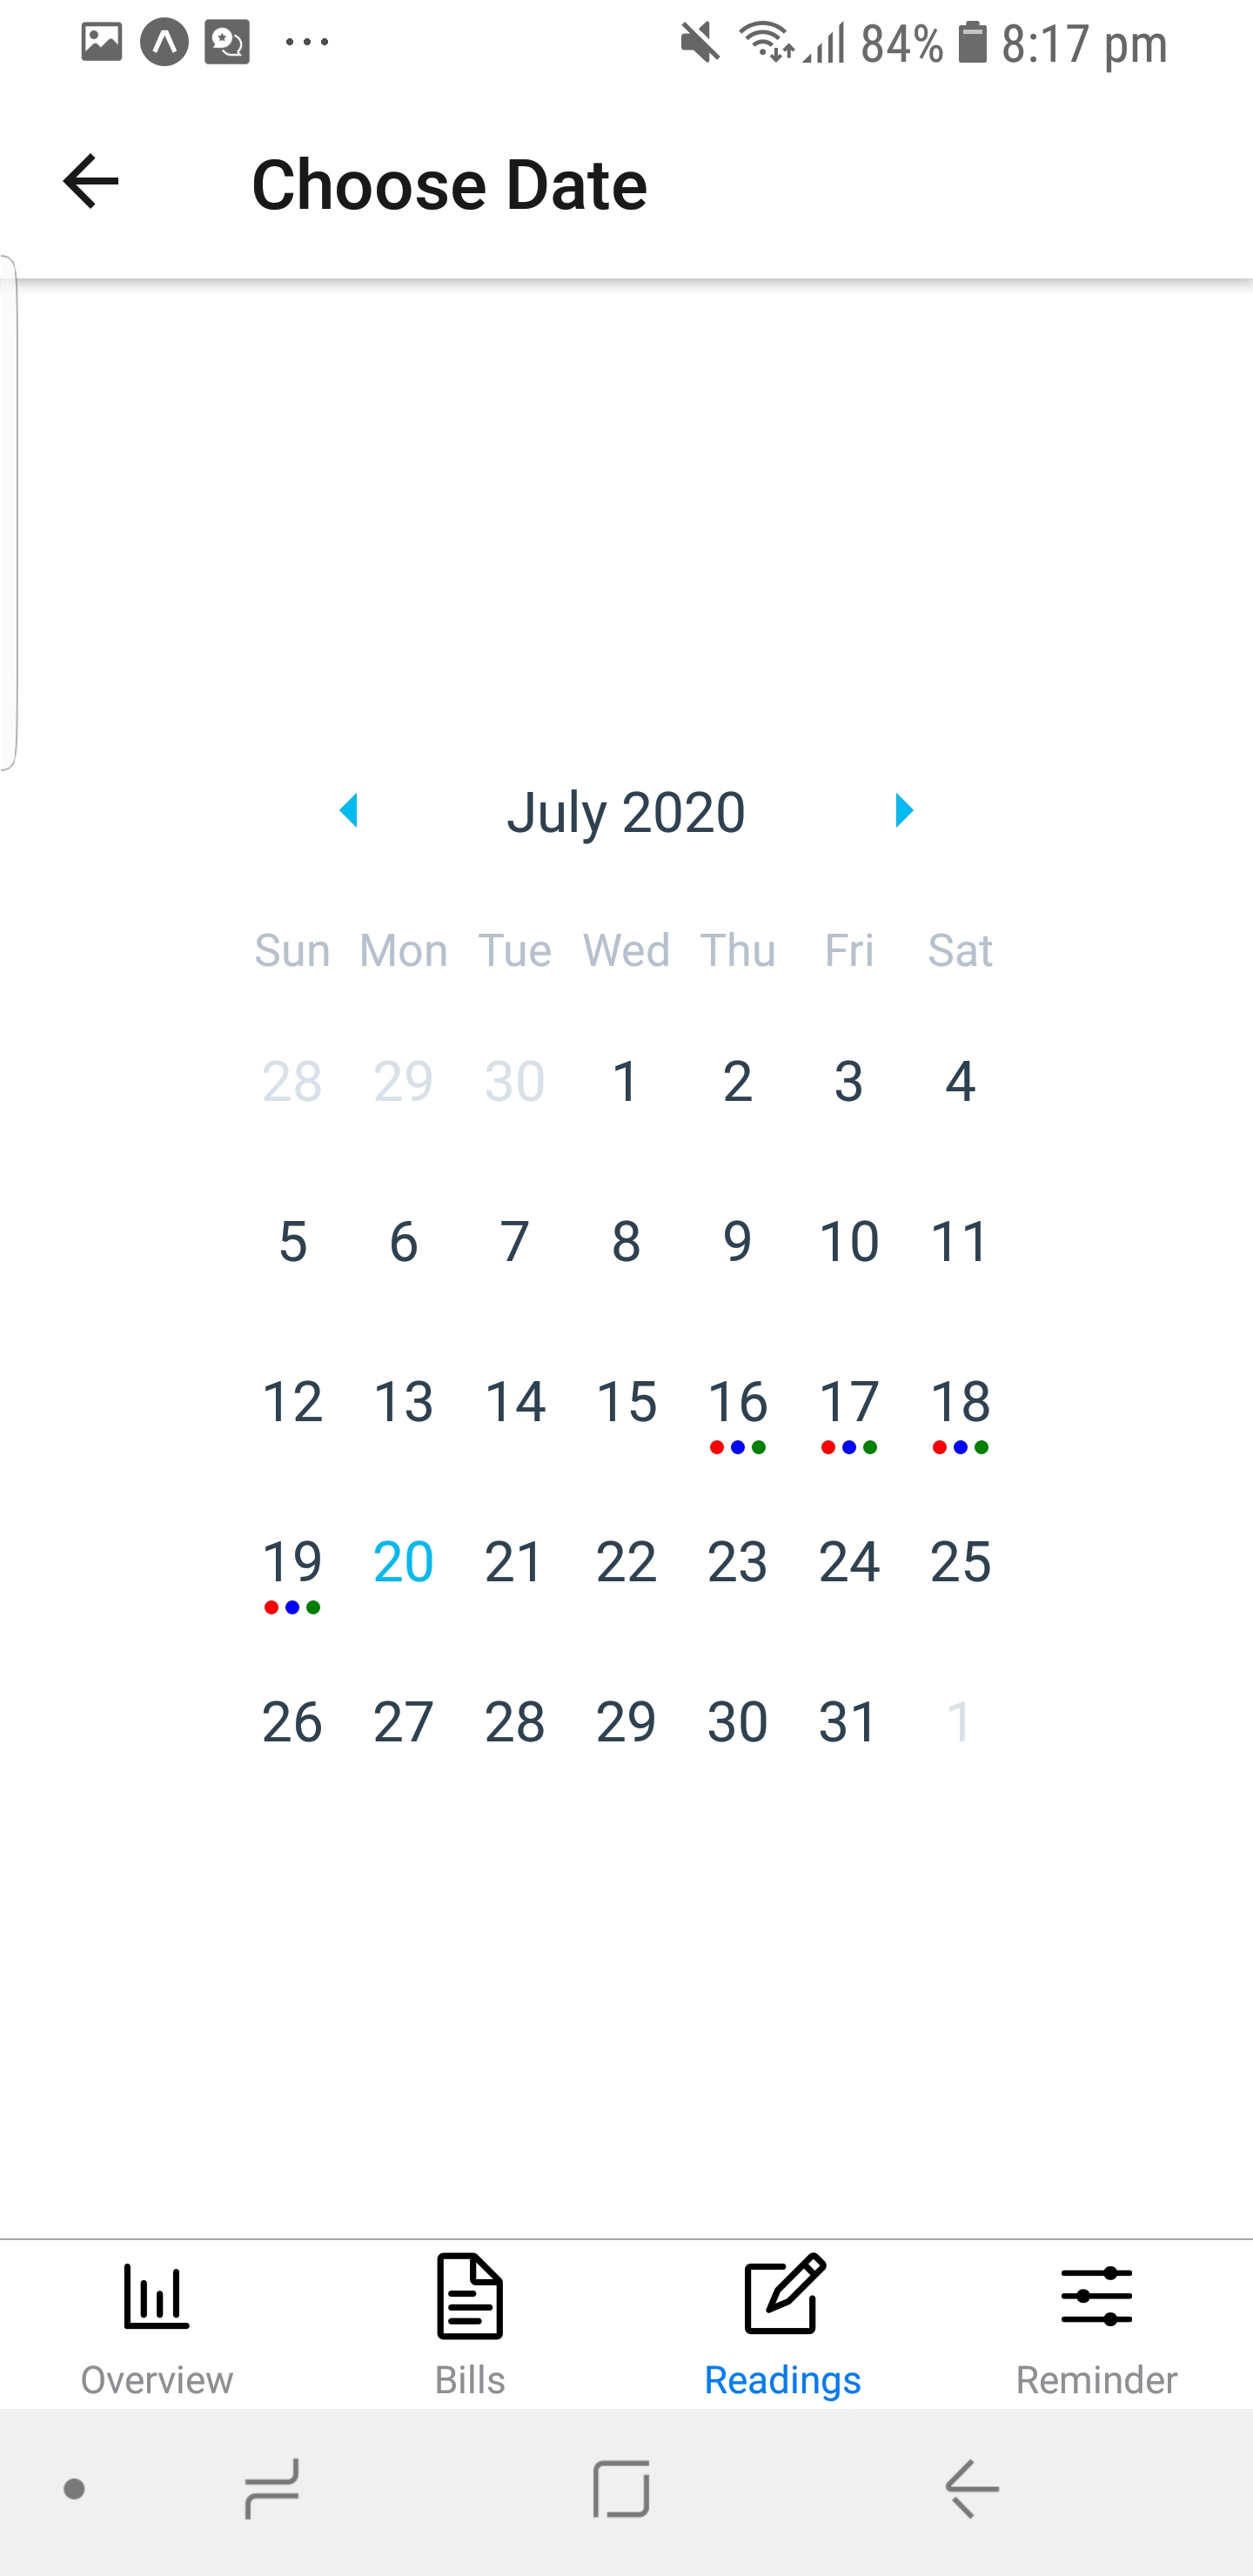 84% 8:17 pm
Choose Date
July 2020
Sun Mon Tue Wed Thu Fri Sat
28 29 30 1 2 3 4
5 6 7 8 9 10 11
12 13 14 15 16 17 18
19 20 21 22 23 24 25
26 27 28 29 30 31 1
Overview Bills Readings Reminder